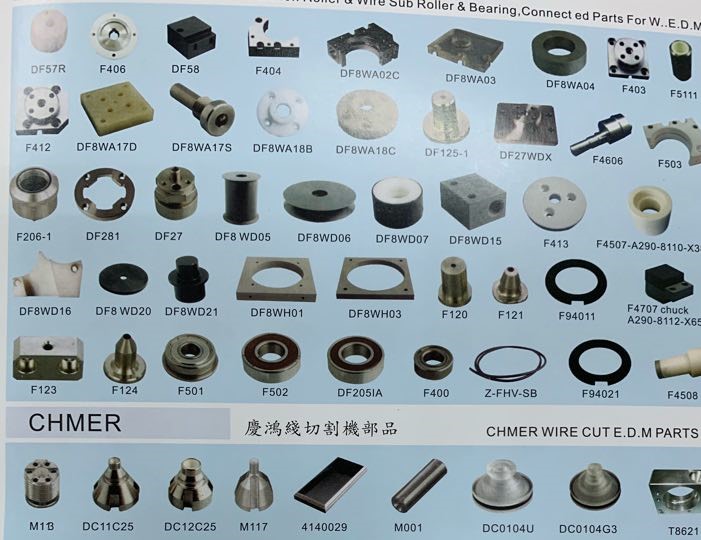 Roller & Wire Sub Roller & Bearing,Connect ed Parts For W..E.D.M
DF57R F406 DF58 F404 DF8WA02C DF8WA03 DF8WA04 F403 F5111
F412 DF8WA17D DF8WA17S DF8WA18B DF8WA18C DF125-1 DF27WDX F4606 F503
F206-1 DF281 DF27 DF8 WD05 DF8WD06 DF8WD07 DF8WD15 F413 F4507-A290-8110-X38
DF8WD16 DF8 WD20 DF8WD21 DF8WH01 DF8WH03 F120 F121 F94011 F4707 chuck
A290-8112-X65
F123 F124 F501 F502 DF205IA F400 Z-FHV-SB F94021 F4508
CHMER 慶鴻綫切割機部品 CHMER WIRE CUT E.D.M PARTS
M113 DC11C25 DC12C25 M117 4140029 M001 DC0104U DC0104G3 T8621